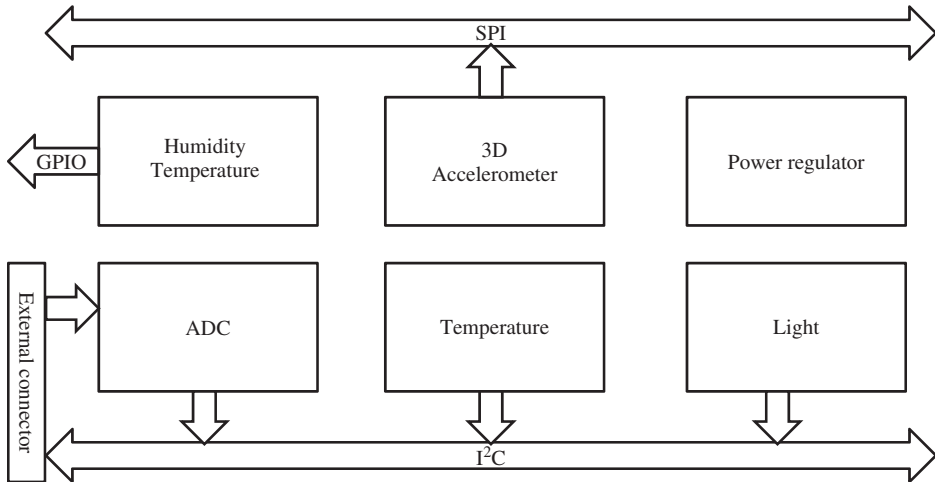 SPI
Humidity
Temperature
3D
Accelerometer
Power regulator
GPIO
External connector
ADC
Temperature
Light
I²C